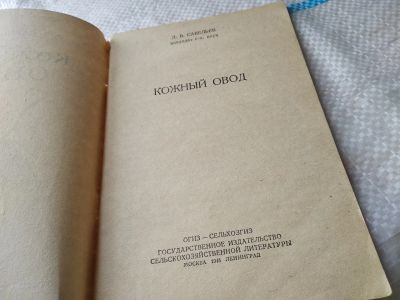 КОЖНЫЙ ОВОД
ОГИЗ — СЕЛЬХОЗГИЗ
ГОСУДАРСТВЕННОЕ ИЗДАТЕЛЬСТВО
СЕЛЬСКОХОЗЯЙСТВЕННОЙ ЛИТЕРАТУРЫ
МОСКВА ЛЕНИНГРАД